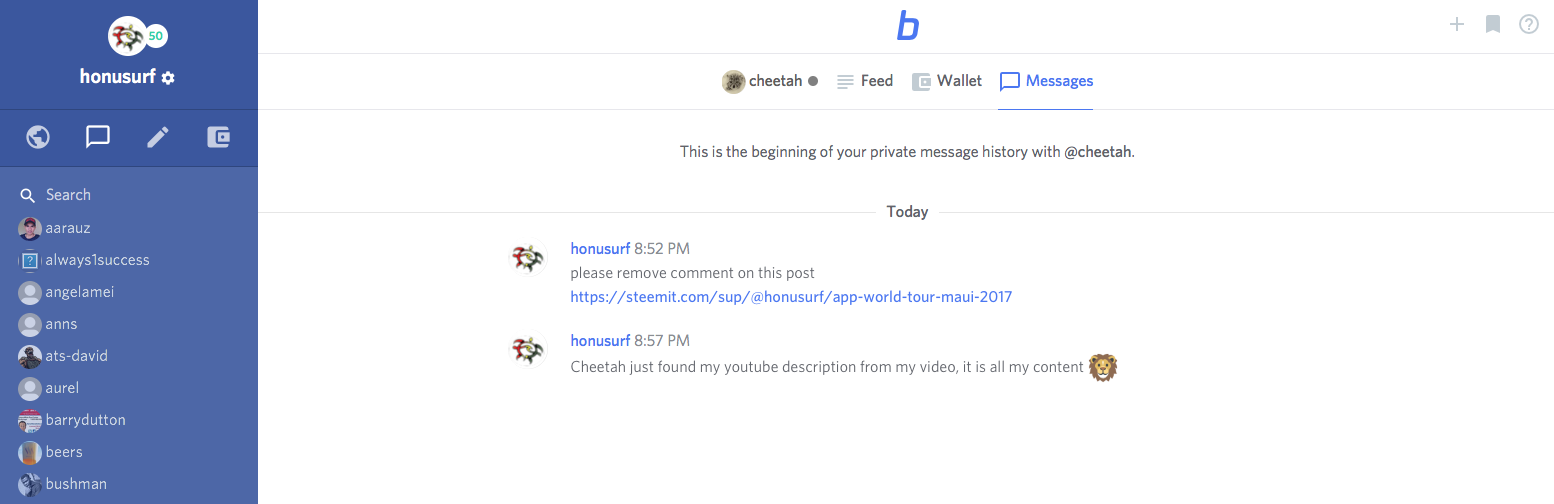 50
honusurf
Search
aarauz
always1success
angelamei
anns
ats-david
aurel
barrydutton
beers
bushman
b
cheetah
Feed
Wallet
Messages
This is the beginning of your private message history with @cheetah.
Today
honusurf 8:52 PM
please remove comment on this post
https://steemit.com/sup/@honusurf/app-world-tour-maui-2017
honusurf 8:57 PM
Cheetah just found my youtube description from my video, it is all my content